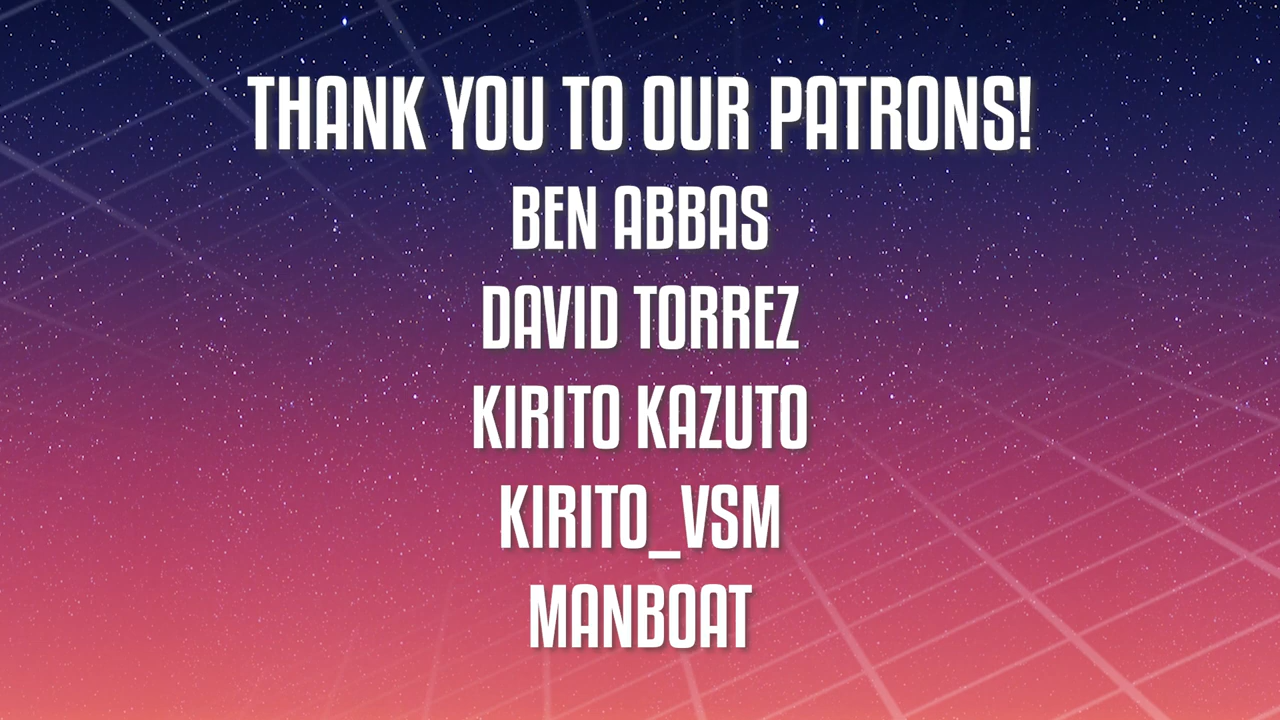 THANK YOU TO OUR PATRONS!
BEN ABBAS
DAVID TORREZ
KIRITO KAZUTO
KIRITO_VSM
MANBOAT